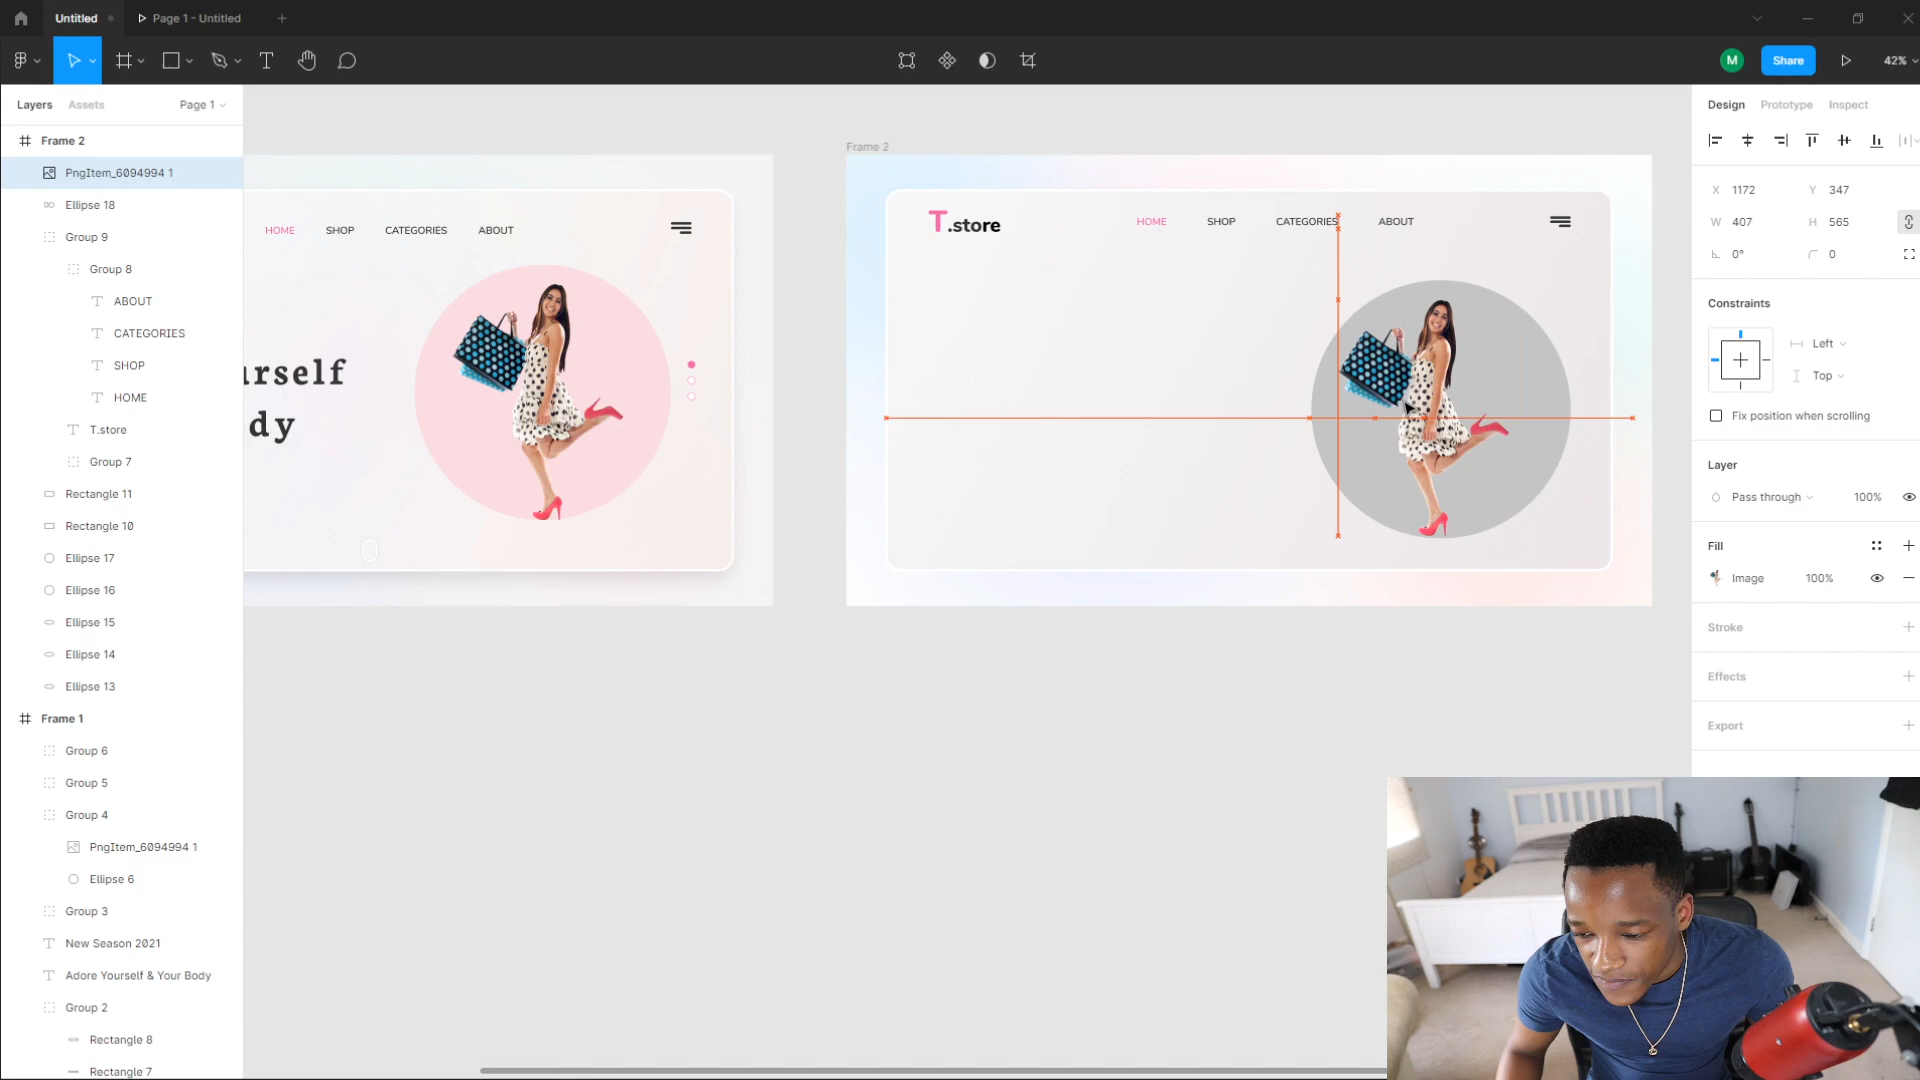 Untitled
Page 1 - Untitled
M
Share
42%
Layers
Assets
Page 1
Frame 2
PngItem_6094994 1
Ellipse 18
Group 9
Group 8
ABOUT
CATEGORIES
SHOP
HOME
T.store
Group 7
Rectangle 11
Rectangle 10
Ellipse 17
Ellipse 16
Ellipse 15
Ellipse 14
Ellipse 13
Frame 1
Group 6
Group 5
Group 4
PngItem_6094994 1
Ellipse 6
Group 3
New Season 2021
Adore Yourself & Your Body
Group 2
Rectangle 8
Rectangle 7
HOME SHOP CATEGORIES ABOUT
urself
dy
Frame 2
T.store
HOME SHOP CATEGORIES ABOUT
Design Prototype Inspect
X 1172 Y 347
W 407 H 565
0° 0
Constraints
Left
Top
Fix position when scrolling
Layer
Pass through 100%
Fill
Image 100%
Stroke
Effects
Export